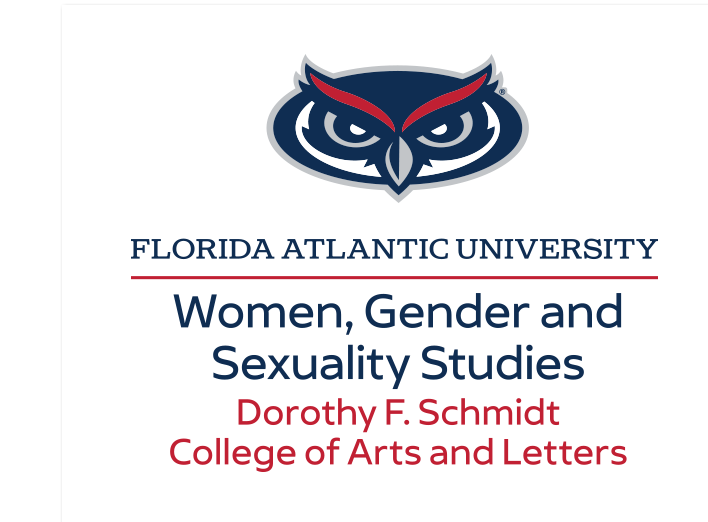 ®
FLORIDA ATLANTIC UNIVERSITY
Women, Gender and
Sexuality Studies
Dorothy F. Schmidt
College of Arts and Letters